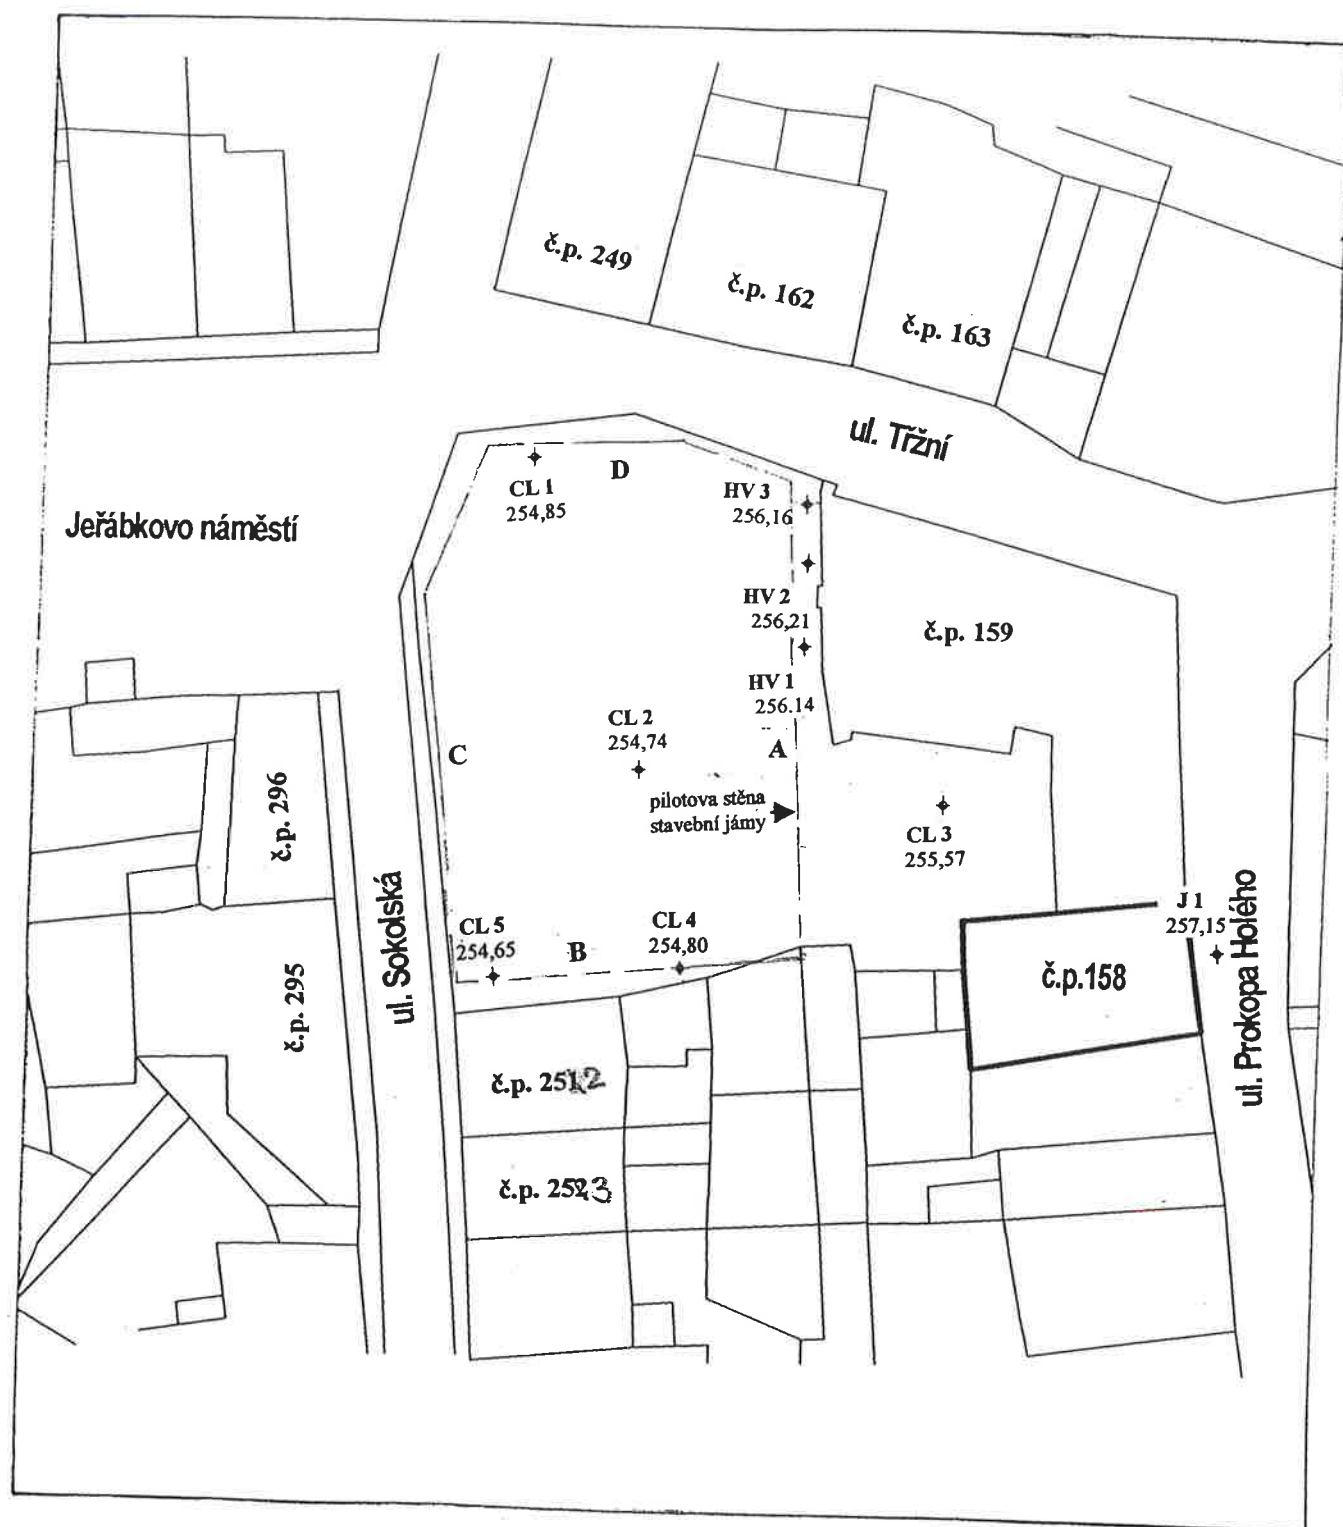 č.p. 249
č.p. 162
č.p. 163
ul. Tržní
D
CL 1
254,85
HV 3
256,16
Jeřábkovo náměstí
HV 2
256,21
č.p. 159
HV 1
256.14
CL 2
254,74
A
C
pilotova stěna
stavební jámy
CL 3
255,57
č.p. 296
ul. Sokolská
J 1
257,15
CL 5
254,65
CL 4
254,80
B
č.p.158
ul. Prokopa Holého
č.p. 295
č.p. 2512
č.p. 2523